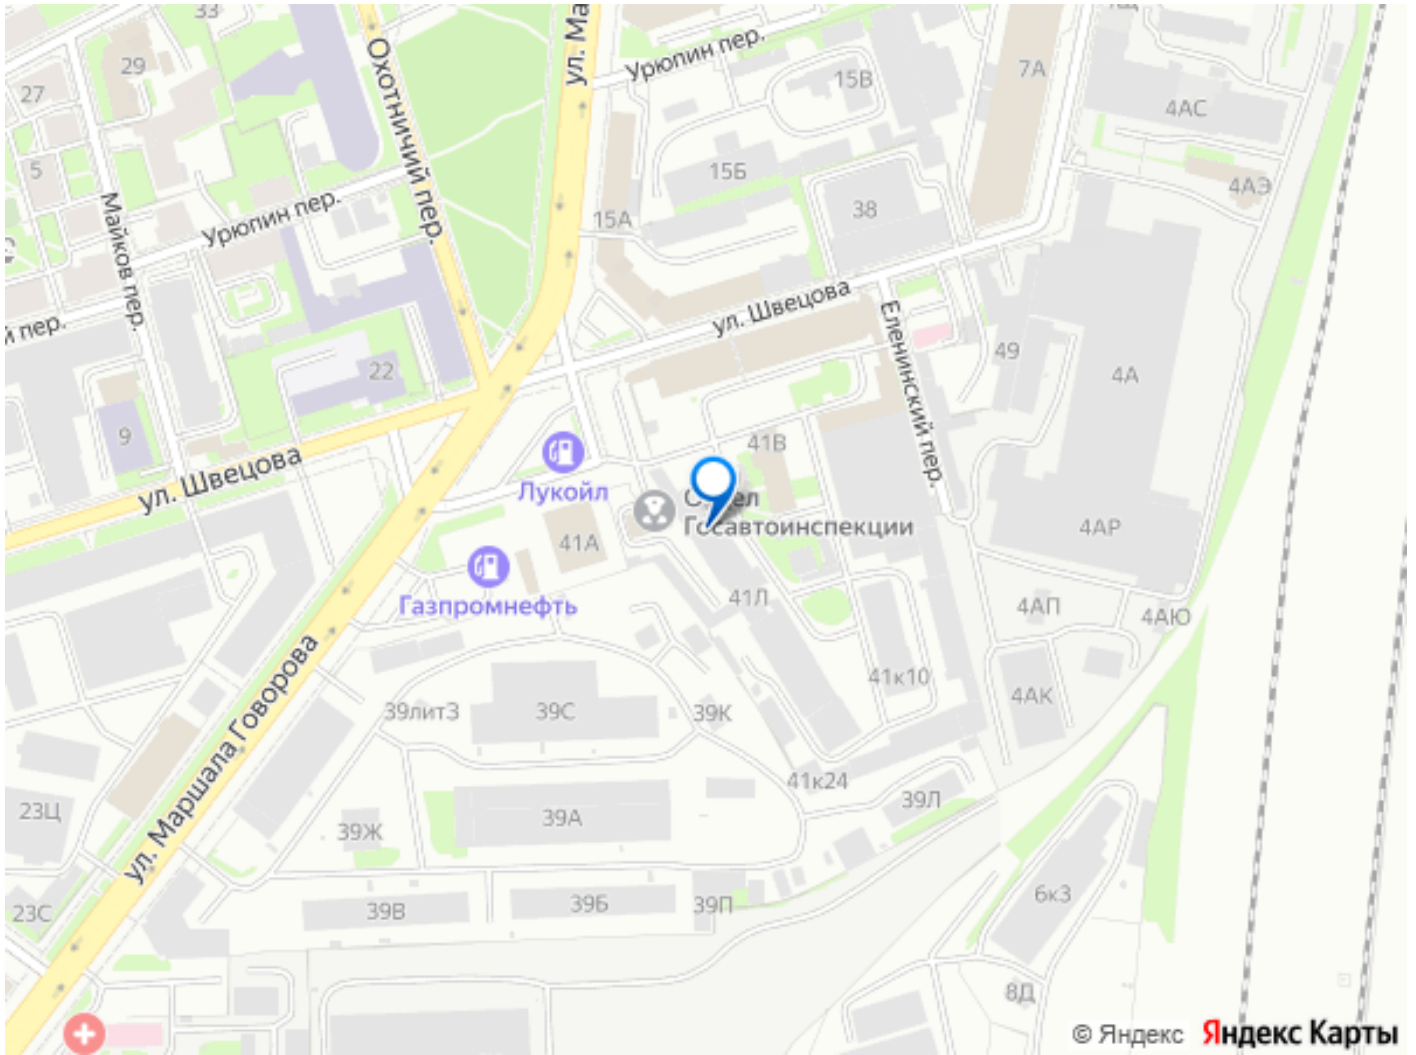 33
ул. Ма
Урюпин пер.
29
Охотничий пер.
7А
27
15В
4АС
5
15Б
4АЭ
Майков пер.
Урюпин пер.
15А
38
й пер.
ул. Швецова
Еленинский пер.
49
22
4А
9
41В
ул. Швецова
Лукойл
Госавтоинспекции
41А
4АР
Газпромнефть
41Л
4АП
4АЮ
ул. Маршала Говорова
41к10
4АК
39лит3
39С
39К
41к24
39Л
23Ц
39Ж
39А
6к3
23С
39В
39Б
39П
8Д
© Яндекс Яндекс Карты